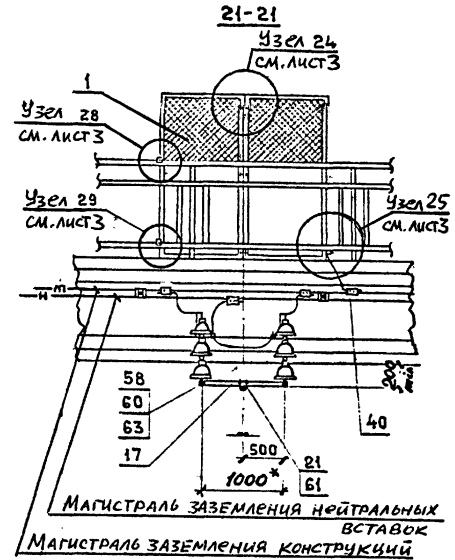 21-21
Узел 24
см. лист 3
1
Узел 28
см. лист 3
Узел 29
см. лист 3
Узел 25
см. лист 3
200
min
58
60
63
17
40
500
21
61
1000*
Магистраль заземления нейтральных
вставок
Магистраль заземления конструкций